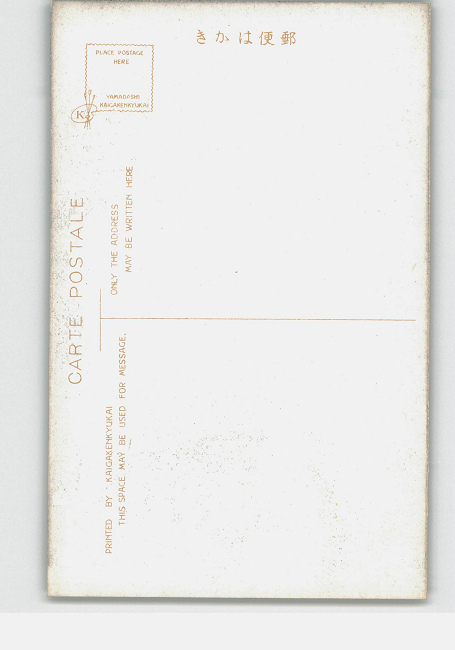 きかは便郵
PLACE POSTAGE
HERE
YAMADASHI
KAIGAKENKYUKAI
K
CARTE POSTALE
ONLY THE ADDRESS
MAY BE WRITTEN HERE
PRINTED BY KAIGAKENKYUKAI
THIS SPACE MAY BE USED FOR MESSAGE.